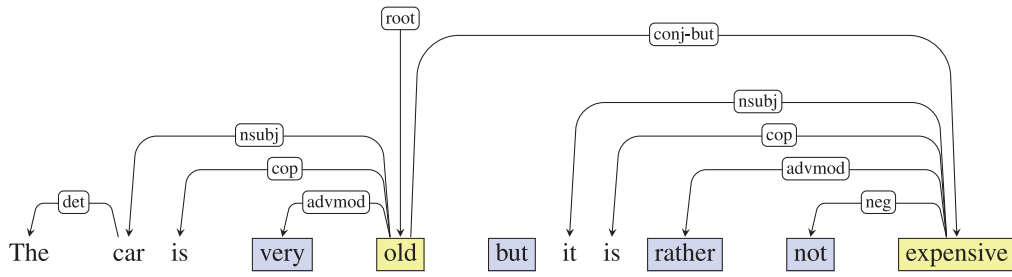 root
conj-but
nsubj
nsubj
cop
cop
advmod
det
advmod
neg
The car is very old but it is rather not expensive